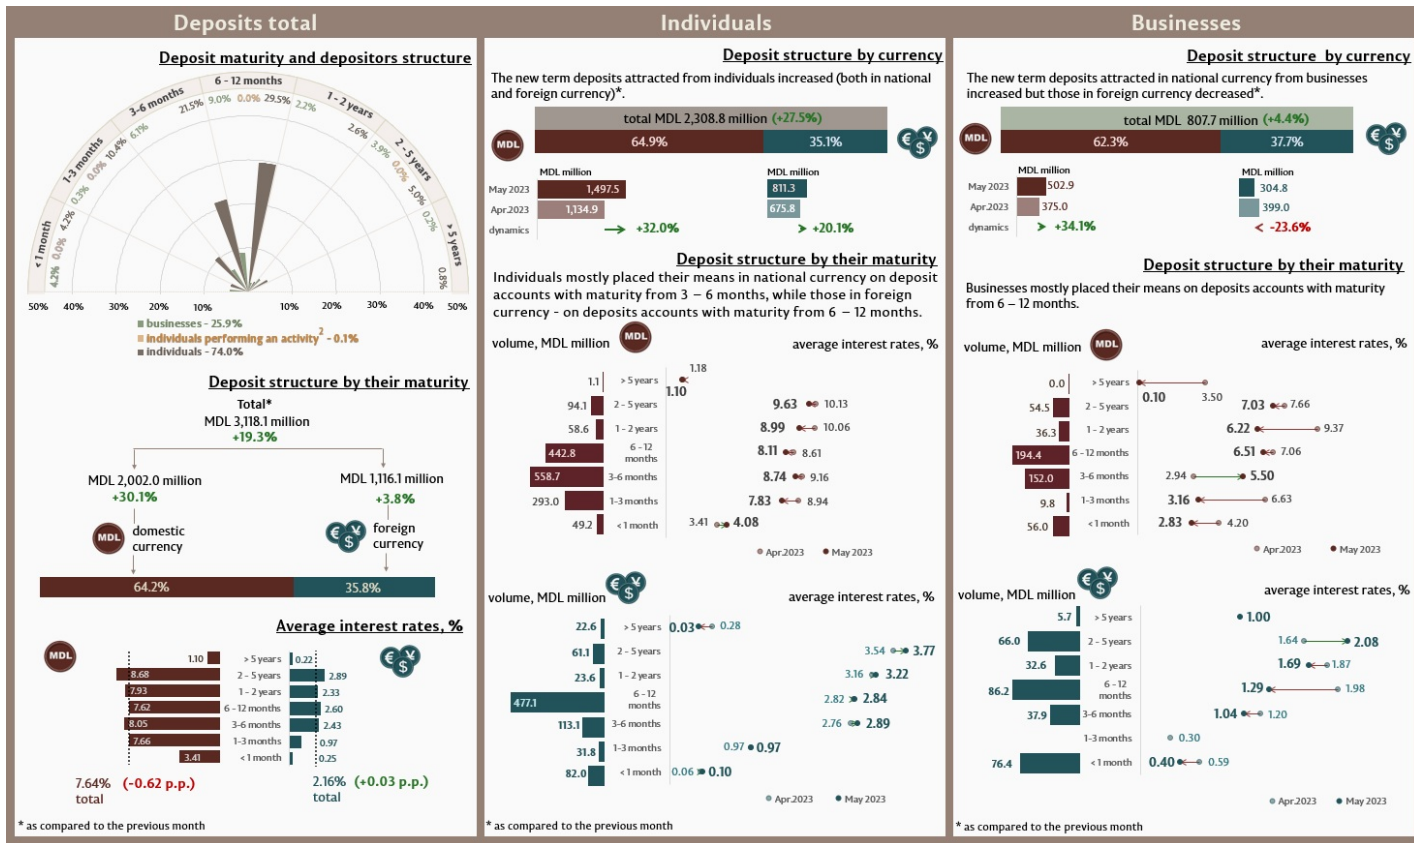 Deposits total
Deposit maturity and depositors structure
< 1 month
1-3 months
3-6 months
6 - 12 months
1 - 2 years
2 - 5 years
> 5 years
4.2% 0.0% 4.2%
0.3% 0.0% 10.4%
6.1% 21.5%
9.0% 0.0% 29.5%
2.2% 2.6%
3.9% 0.0% 5.0%
0.2% 0.8%
50% 40% 30% 20% 10% 10% 20% 30% 40% 50%
businesses - 25.9%
individuals performing an activity² - 0.1%
individuals - 74.0%
Deposit structure by their maturity
Total*
MDL 3,118.1 million
+19.3%
MDL 2,002.0 million
+30.1%
MDL 1,116.1 million
+3.8%
MDL
domestic currency
€ ¥ $
foreign currency
64.2% 35.8%
Average interest rates, %
MDL
€ ¥ $
1.10 > 5 years 0.22
8.68 2 - 5 years 2.89
7.93 1 - 2 years 2.33
7.62 6 - 12 months 2.60
8.05 3-6 months 2.43
7.66 1-3 months 0.97
3.41 < 1 month 0.25
7.64% (-0.62 p.p.)
total
2.16% (+0.03 p.p.)
total
* as compared to the previous month
Individuals
Deposit structure by currency
The new term deposits attracted from individuals increased (both in national
and foreign currency)*.
total MDL 2,308.8 million (+27.5%)
MDL 64.9% 35.1% € ¥ $
MDL million MDL million
May 2023 1,497.5 811.3
Apr.2023 1,134.9 675.8
dynamics +32.0% +20.1%
Deposit structure by their maturity
Individuals mostly placed their means in national currency on deposit
accounts with maturity from 3 – 6 months, while those in foreign
currency - on deposits accounts with maturity from 6 – 12 months.
volume, MDL million MDL average interest rates, %
1.1 > 5 years 1.10 1.18
94.1 2 - 5 years 9.63 10.13
58.6 1 - 2 years 8.99 10.06
442.8 6 - 12 months 8.11 8.61
558.7 3-6 months 8.74 9.16
293.0 1-3 months 7.83 8.94
49.2 < 1 month 3.41 4.08
Apr.2023 May 2023
volume, MDL million € ¥ $ average interest rates, %
22.6 > 5 years 0.03 0.28
61.1 2 - 5 years 3.54 3.77
23.6 1 - 2 years 3.16 3.22
477.1 6 - 12 months 2.82 2.84
113.1 3-6 months 2.76 2.89
31.8 1-3 months 0.97 0.97
82.0 < 1 month 0.06 0.10
Apr.2023 May 2023
* as compared to the previous month
Businesses
Deposit structure by currency
The new term deposits attracted in national currency from businesses
increased but those in foreign currency decreased*.
total MDL 807.7 million (+4.4%)
MDL 62.3% 37.7% € ¥ $
MDL million MDL million
May 2023 502.9 304.8
Apr.2023 375.0 399.0
dynamics +34.1% -23.6%
Deposit structure by their maturity
Businesses mostly placed their means on deposits accounts with maturity
from 6 – 12 months.
volume, MDL million MDL average interest rates, %
0.0 > 5 years 0.10 3.50
54.5 2 - 5 years 7.03 7.66
36.3 1 - 2 years 6.22 9.37
194.4 6 - 12 months 6.51 7.06
152.0 3-6 months 2.94 5.50
9.8 1-3 months 3.16 6.63
56.0 < 1 month 2.83 4.20
Apr.2023 May 2023
volume, MDL million € ¥ $ average interest rates, %
5.7 > 5 years 1.00
66.0 2 - 5 years 1.64 2.08
32.6 1 - 2 years 1.69 1.87
86.2 6 - 12 months 1.29 1.98
37.9 3-6 months 1.04 1.20
1-3 months 0.30
76.4 < 1 month 0.40 0.59
Apr.2023 May 2023
* as compared to the previous month